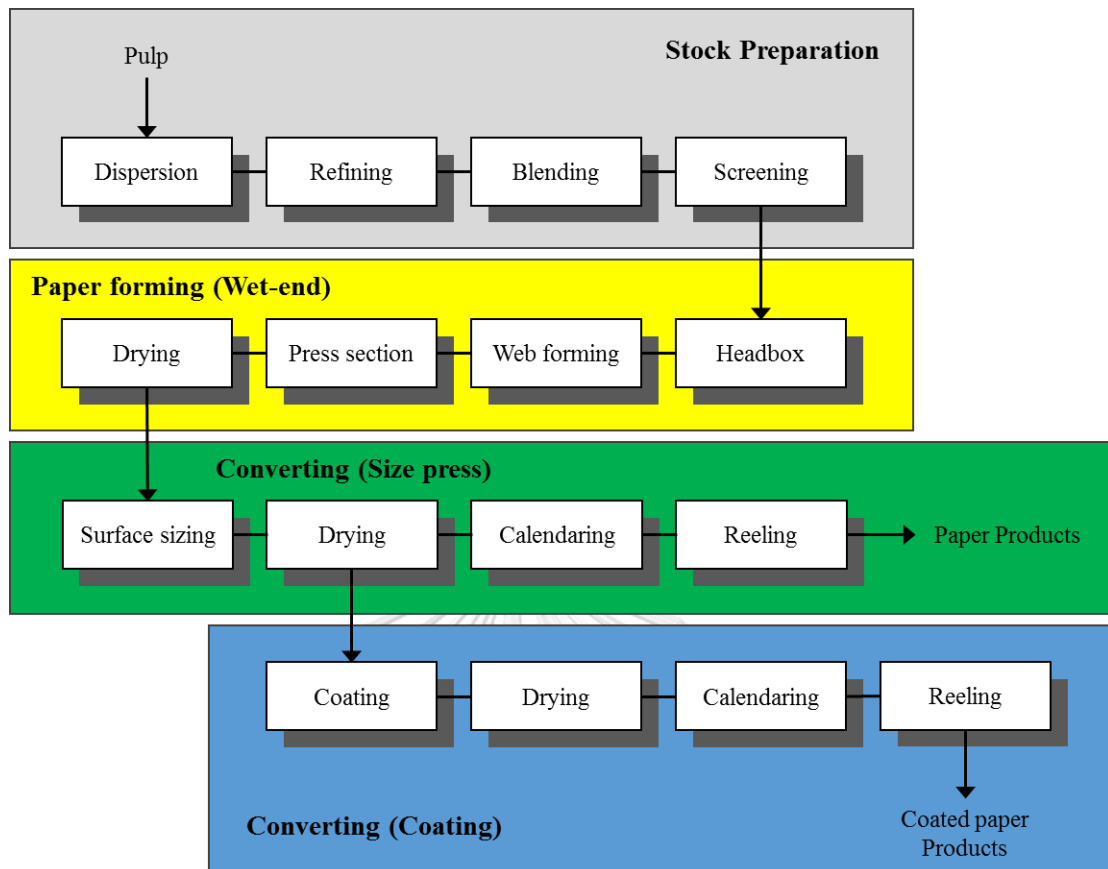 Stock Preparation
Pulp
Dispersion
Refining
Blending
Screening
Paper forming (Wet-end)
Drying
Press section
Web forming
Headbox
Converting (Size press)
Surface sizing
Drying
Calendaring
Reeling
Paper Products
Coating
Drying
Calendaring
Reeling
Converting (Coating)
Coated paper
Products